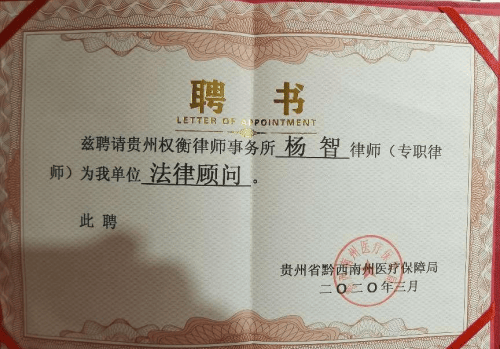 聘 书
LETTER OF APPOINTMENT
兹聘请贵州权衡律师事务所 杨 智 律师（专职律
师）为我单位 法律顾问 。
此 聘
贵州省黔西南州医疗保障局
二〇二〇年三月